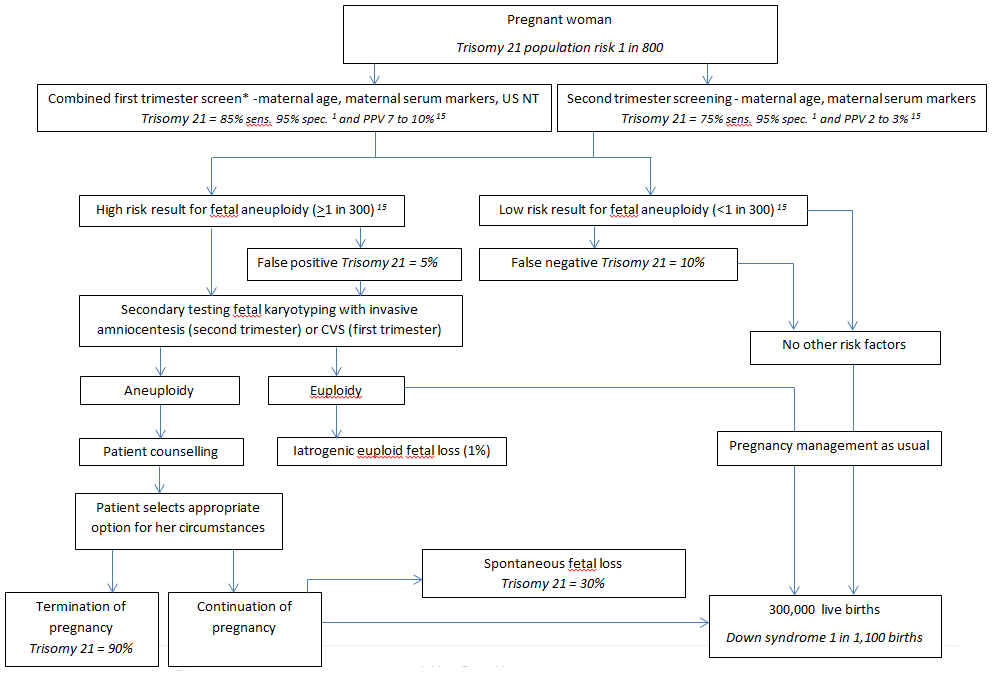 Pregnant woman
Trisomy 21 population risk 1 in 800
Combined first trimester screen* -maternal age, maternal serum markers, US NT
Trisomy 21 = 85% sens. 95% spec. 1 and PPV 7 to 10% 15
Second trimester screening - maternal age, maternal serum markers
Trisomy 21 = 75% sens. 95% spec. 1 and PPV 2 to 3% 15
High risk result for fetal aneuploidy (≥1 in 300) 15
Low risk result for fetal aneuploidy (<1 in 300) 15
False positive Trisomy 21 = 5%
False negative Trisomy 21 = 10%
Secondary testing fetal karyotyping with invasive
amniocentesis (second trimester) or CVS (first trimester)
No other risk factors
Aneuploidy
Euploidy
Patient counselling
Iatrogenic euploid fetal loss (1%)
Pregnancy management as usual
Patient selects appropriate
option for her circumstances
Spontaneous fetal loss
Trisomy 21 = 30%
Termination of
pregnancy
Trisomy 21 = 90%
Continuation of
pregnancy
300,000 live births
Down syndrome 1 in 1,100 births